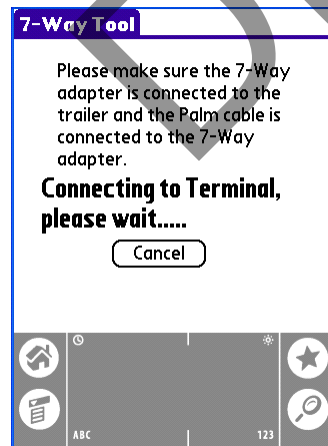 7-Way Tool
Please make sure the 7-Way
adapter is connected to the
trailer and the Palm cable is
connected to the 7-Way
adapter.
Connecting to Terminal,
please wait.....
Cancel
ABC
123